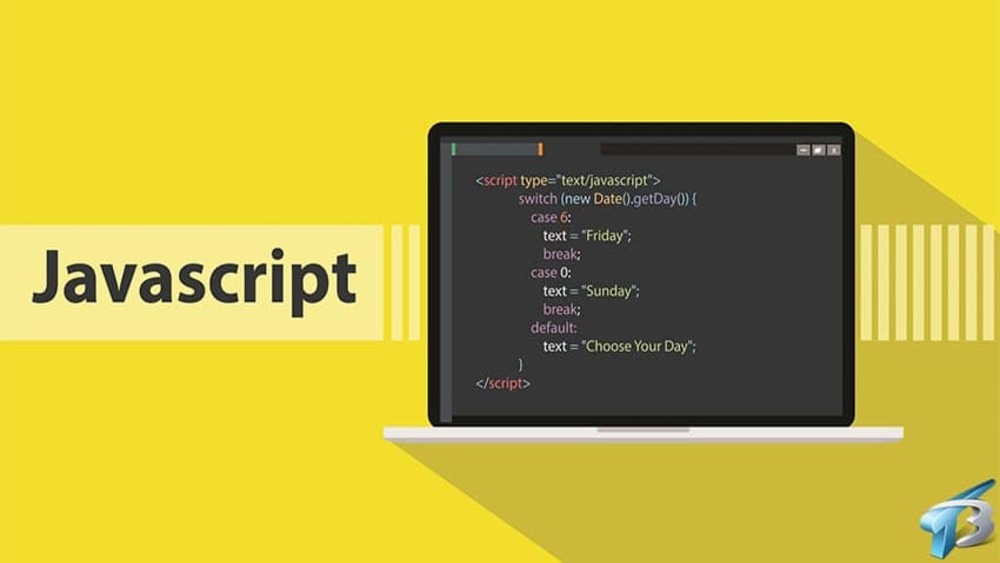 Javascript
<script type="text/javascript">
switch (new Date().getDay()) {
case 6:
text = "Friday";
break;
case 0:
text = "Sunday";
break;
default:
text = "Choose Your Day";
}
</script>